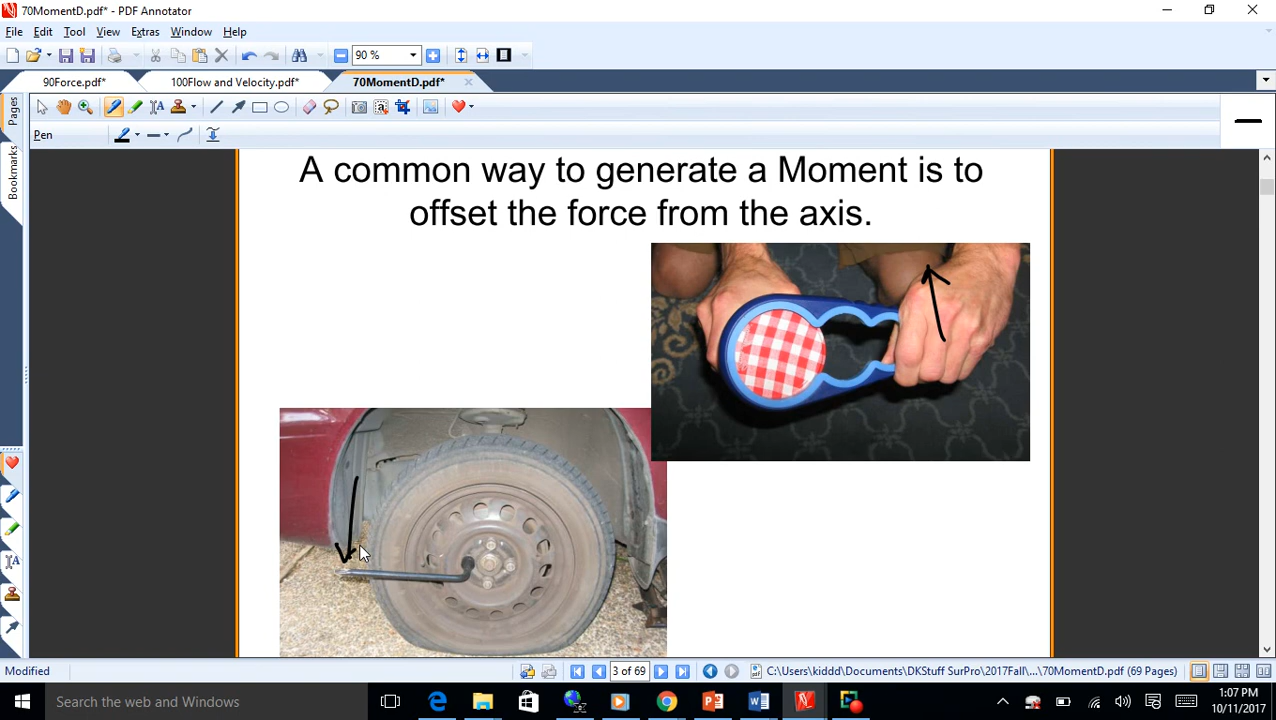 70MomentD.pdf* - PDF Annotator
File Edit Tool View Extras Window Help
90 %
90Force.pdf* 100Flow and Velocity.pdf* 70MomentD.pdf*
Pen
Pages
Bookmarks
A common way to generate a Moment is to
offset the force from the axis.
Modified 3 of 69 C:\Users\kiddd\Documents\DKStuff SurPro\2017Fall\...\70MomentD.pdf (69 Pages)
Search the web and Windows
1:07 PM
10/11/2017